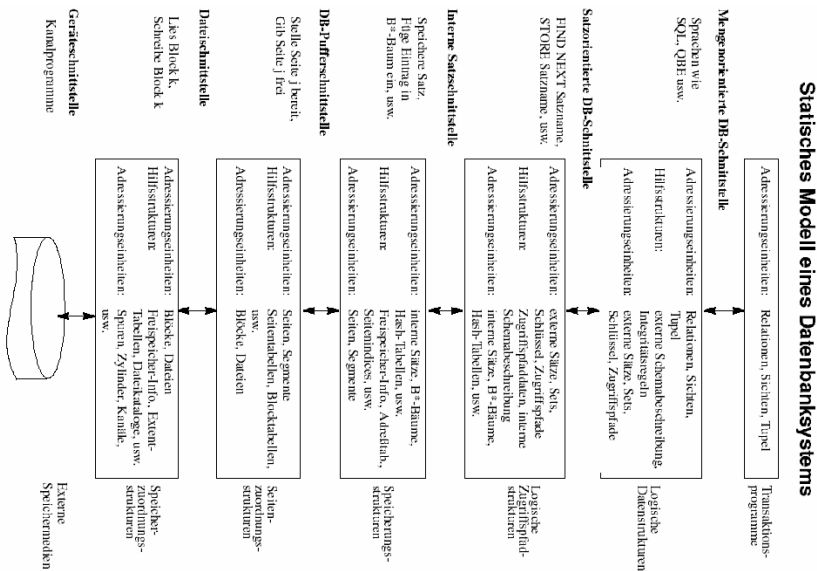 Statisches Modell eines Datenbanksystems
Adressierungseinheiten: Relationen, Sichten, Tupel
Transaktions-
programme
Mengenorientierte DB-Schnittstelle
Sprachen wie
SQL, QBE usw.
Adressierungseinheiten: Relationen, Sichten,
Tupel
Hilfsstrukturen: externe Schemabeschreibung,
Integritätsregeln
Adressierungseinheiten: externe Sätze, Sets,
Schlüssel, Zugriffspfade
Logische
Datenstrukturen
Satzorientierte DB-Schnittstelle
FIND NEXT Satzname,
STORE Satzname, usw.
Adressierungseinheiten: externe Sätze, Sets,
Schlüssel, Zugriffspfade
Hilfsstrukturen: Zugriffspfaddaten, interne
Schemabeschreibung
Adressierungseinheiten: interne Sätze, B*-Bäume,
Hash-Tabellen, usw.
Logische
Zugriffspfad-
strukturen
Interne Satzschnittstelle
Speichere Satz,
Füge Eintrag in
B*-Baum ein, usw.
Adressierungseinheiten: interne Sätze, B*-Bäume,
Hash-Tabellen, usw.
Hilfsstrukturen: Freispeicher-Info., Adreßtab.,
Seitenindices, usw.
Adressierungseinheiten: Seiten, Segmente
Speicherungs-
strukturen
DB-Pufferschnittstelle
Stelle Seite j bereit,
Gib Seite j frei
Adressierungseinheiten: Seiten, Segmente
Hilfsstrukturen: Seitentabellen, Blocktabellen,
usw.
Adressierungseinheiten: Blöcke, Dateien
Seiten-
zuordnungs-
strukturen
Dateischnittstelle
Lies Block k,
Schreibe Block k
Adressierungseinheiten: Blöcke, Dateien
Hilfsstrukturen: Freispeicher-Info., Extent-
Tabellen, Dateikataloge, usw.
Adressierungseinheiten: Spuren, Zylinder, Kanäle,
usw.
Speicher-
zuordnungs-
strukturen
Geräteschnittstelle
Kanalprogramme
Externe
Speichermedien